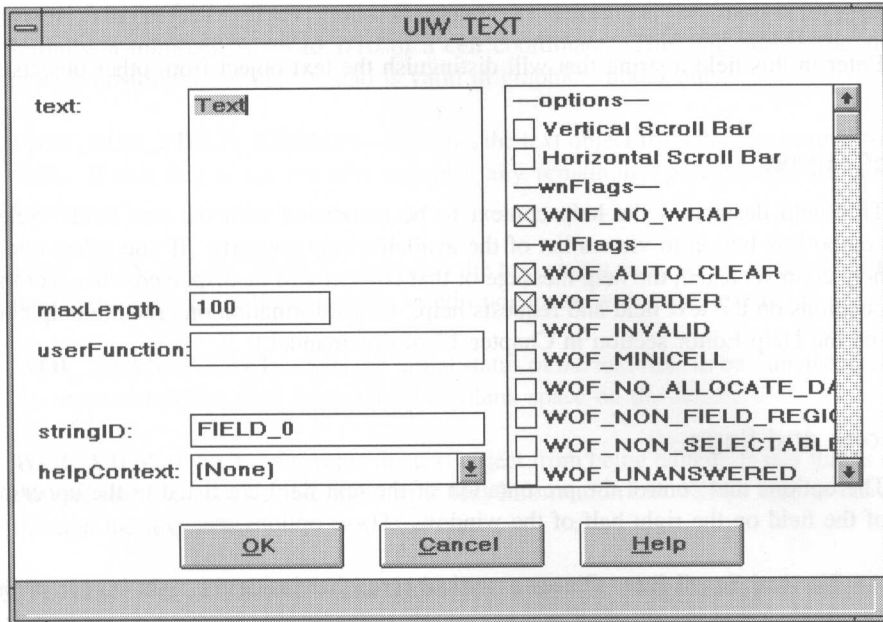 UIW_TEXT
text:
Text
maxLength
100
userFunction:
stringID:
FIELD_0
helpContext:
(None)
options
Vertical Scroll Bar
Horizontal Scroll Bar
wnFlags
WNF_NO_WRAP
woFlags
WOF_AUTO_CLEAR
WOF_BORDER
WOF_INVALID
WOF_MINICELL
WOF_NO_ALLOCATE_DA
WOF_NON_FIELD_REGIO
WOF_NON_SELECTABLE
WOF_UNANSWERED
OK
Cancel
Help